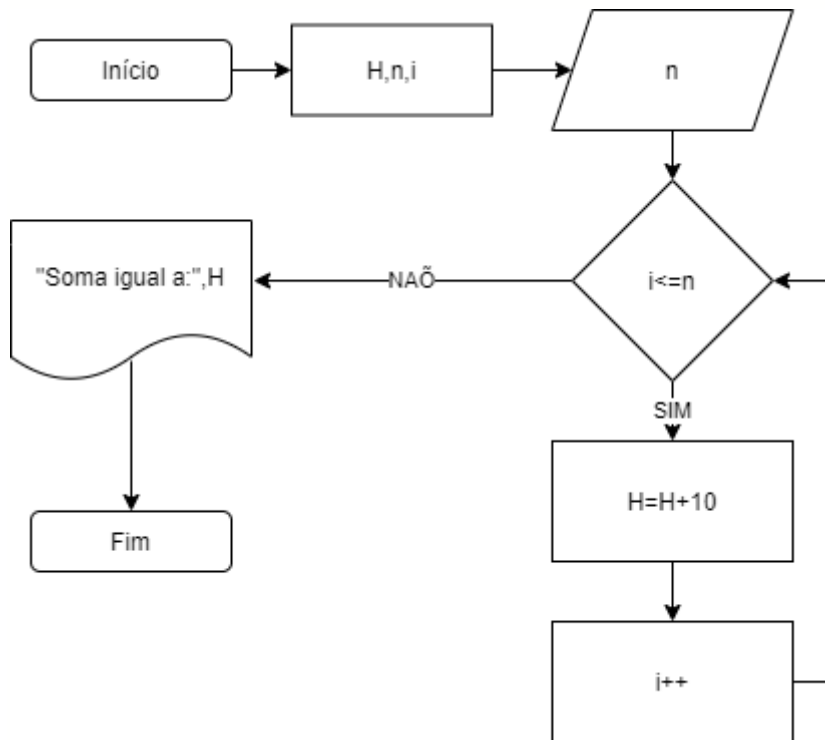 Início
H,n,i
n
i<=n
NAÕ
"Soma igual a:",H
SIM
H=H+10
Fim
i++